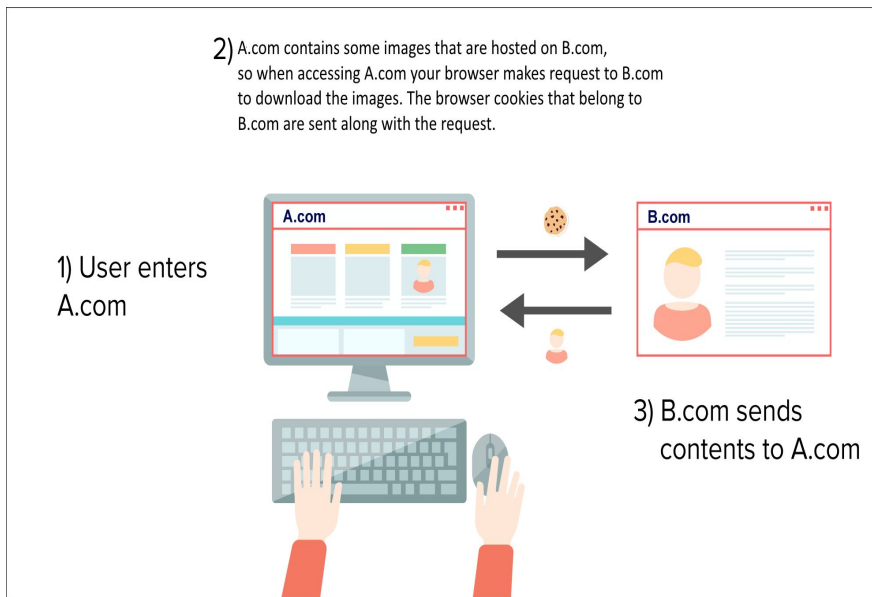 2) A.com contains some images that are hosted on B.com,
so when accessing A.com your browser makes request to B.com
to download the images. The browser cookies that belong to
B.com are sent along with the request.
A.com
B.com
1) User enters
A.com
3) B.com sends
contents to A.com